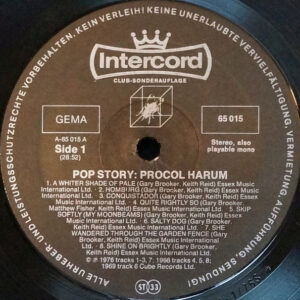 ALLE URHEBER- UND LEISTUNGSSCHUTZRECHTE VORBEHALTEN. KEIN VERLEIH! KEINE UNERLAUBTE VERVIELFÄLTIGUNG, VERMIETUNG, AUFFÜHRUNG, SENDUNG!
Intercord
CLUB-SONDERAUFLAGE
GEMA
65 015
A-65 015 A
Side 1
(28:52)
Stereo, also
playable mono
POP STORY: PROCOL HARUM
1. A WHITER SHADE OF PALE (Gary Brooker, Keith Reid) Essex Music
International Ltd. · 2. HOMBURG (Gary Brooker, Keith Reid) Essex Music
International Ltd. · 3. CONQUISTADOR (Gary Brooker, Keith Reid) Essex
Music International Ltd. · 4. QUITE RIGHTLY SO (Gary Brooker,
Matthew Fisher, Keith Reid) Essex Music International Ltd. · 5. SKIP
SOFTLY (MY MOONBEAMS) (Gary Brooker, Keith Reid) Essex Music
International Ltd. · 6. SALTY DOG (Gary Brooker,
Keith Reid) Essex Music International Ltd. · 7. SHE
WANDERED THROUGH THE GARDEN FENCE (Gary Brooker,
Keith Reid) Essex Music International Ltd.
8. SHINE ON BRIGHTLY (Gary Brooker, Keith Reid)
Essex Music International Ltd.
℗ 1976 tracks 1-3, 7, 1996 tracks 4 5, 8,
1969 track 6 Cube Records Ltd.
ST 33